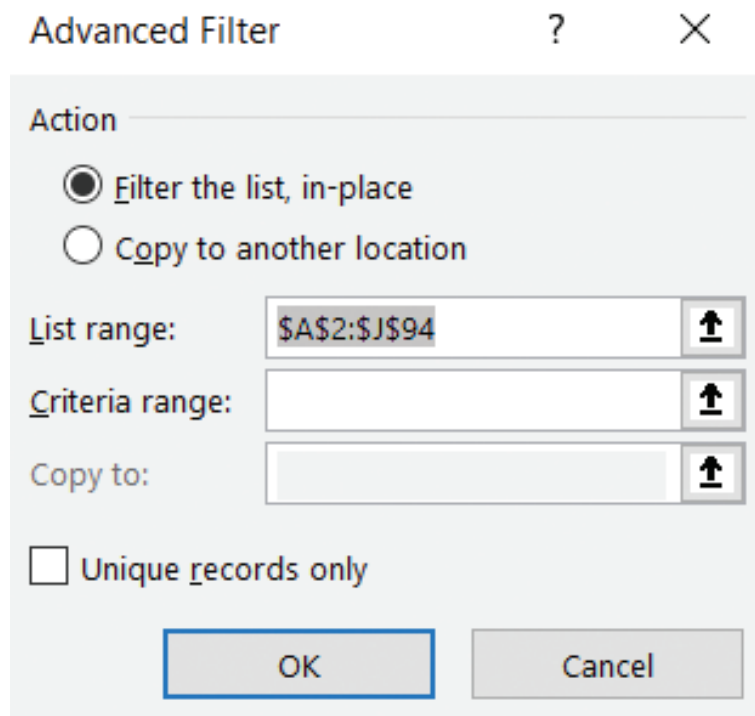 Advanced Filter ?
Action
Filter the list, in-place
Copy to another location
List range: $A$2:$J$94
Criteria range:
Copy to:
Unique records only
OK Cancel